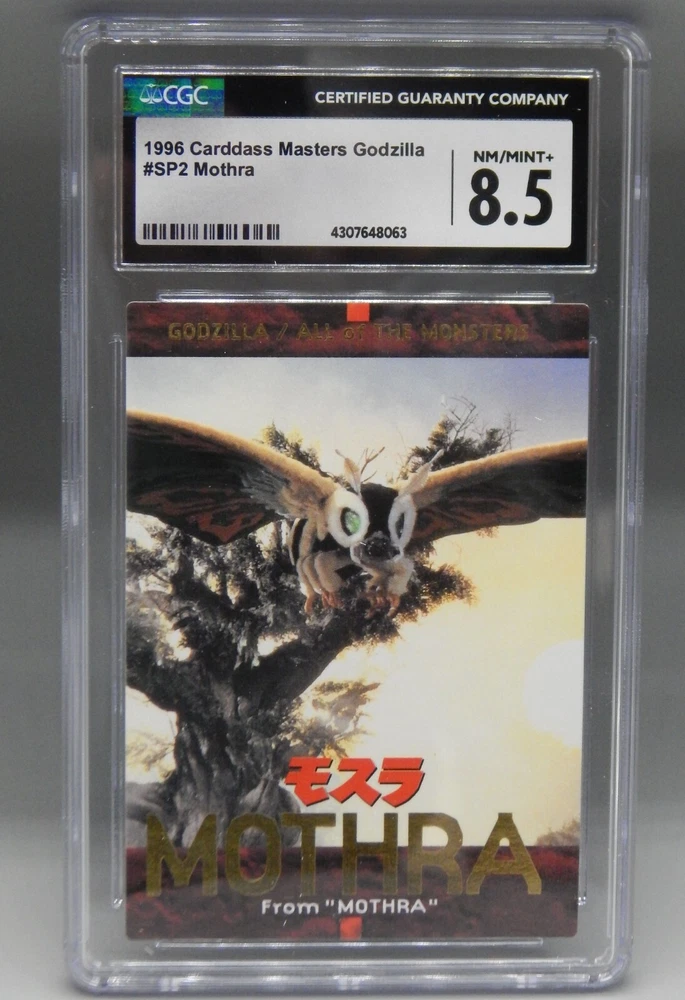 CGC
CERTIFIED GUARANTY COMPANY
1996 Carddass Masters Godzilla
#SP2 Mothra
NM/MINT+
8.5
4307648063
GODZILLA / ALL of THE MONSTERS
モスラ
MOTHRA
From "MOTHRA"